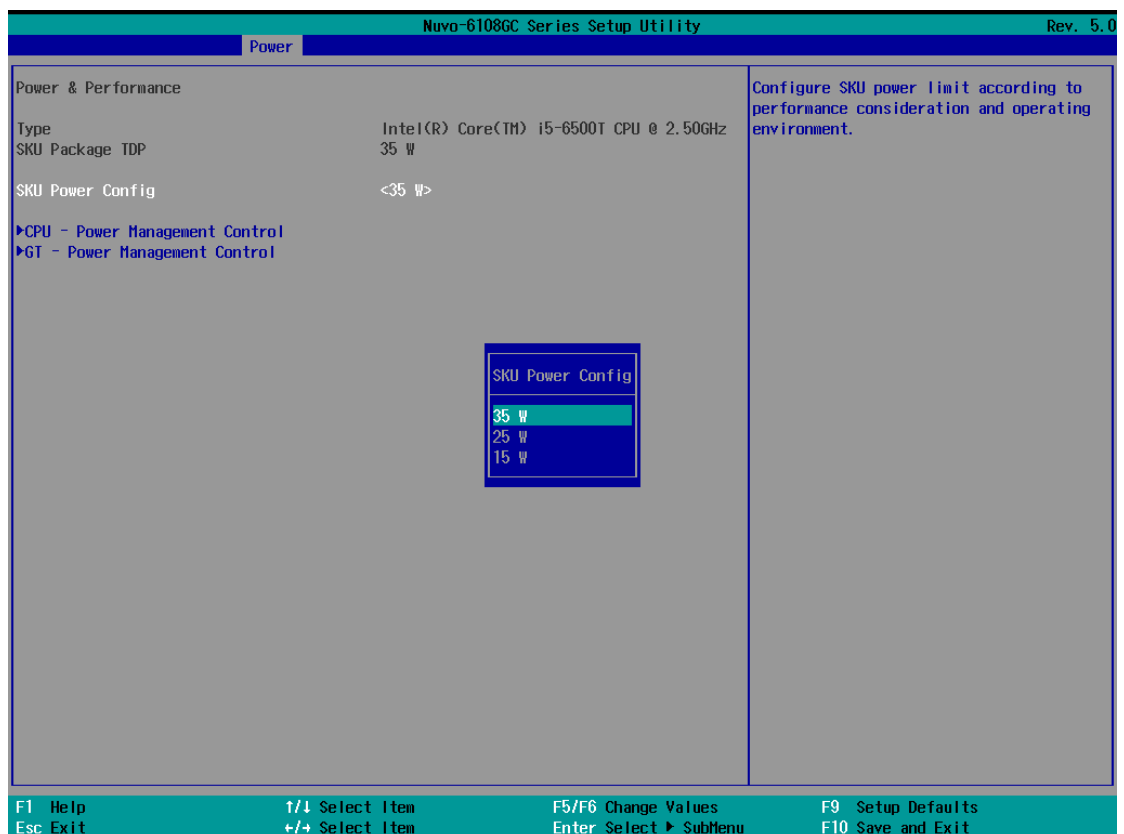 Nuvo-6108GC Series Setup Utility Rev. 5.0
Power
Power & Performance
Type Intel(R) Core(TM) i5-6500T CPU @ 2.50GHz
SKU Package TDP 35 W
SKU Power Config <35 W>
▶CPU - Power Management Control
▶GT - Power Management Control
Configure SKU power limit according to
performance consideration and operating
environment.
SKU Power Config
35 W
25 W
15 W
F1 Help ↑/↓ Select Item F5/F6 Change Values F9 Setup Defaults
Esc Exit ←/→ Select Item Enter Select ▶ SubMenu F10 Save and Exit